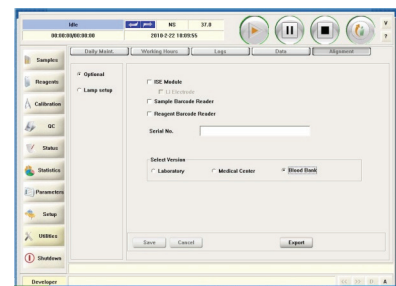 Idle NS 37.0 V
00:00:00/00:00:00 2010-2-22 18:09:55 ?
Daily Maint. Working Hours Logs Data Alignment
Samples
Reagents
Calibration
QC
Status
Statistics
Parameters
Setup
Utilities
Shutdown
Optional
Lamp setup
ISE Module
Li Electrode
Sample Barcode Reader
Reagent Barcode Reader
Serial No.
Select Version
Laboratory Medical Center Blood Bank
Save Cancel Export
Developer A